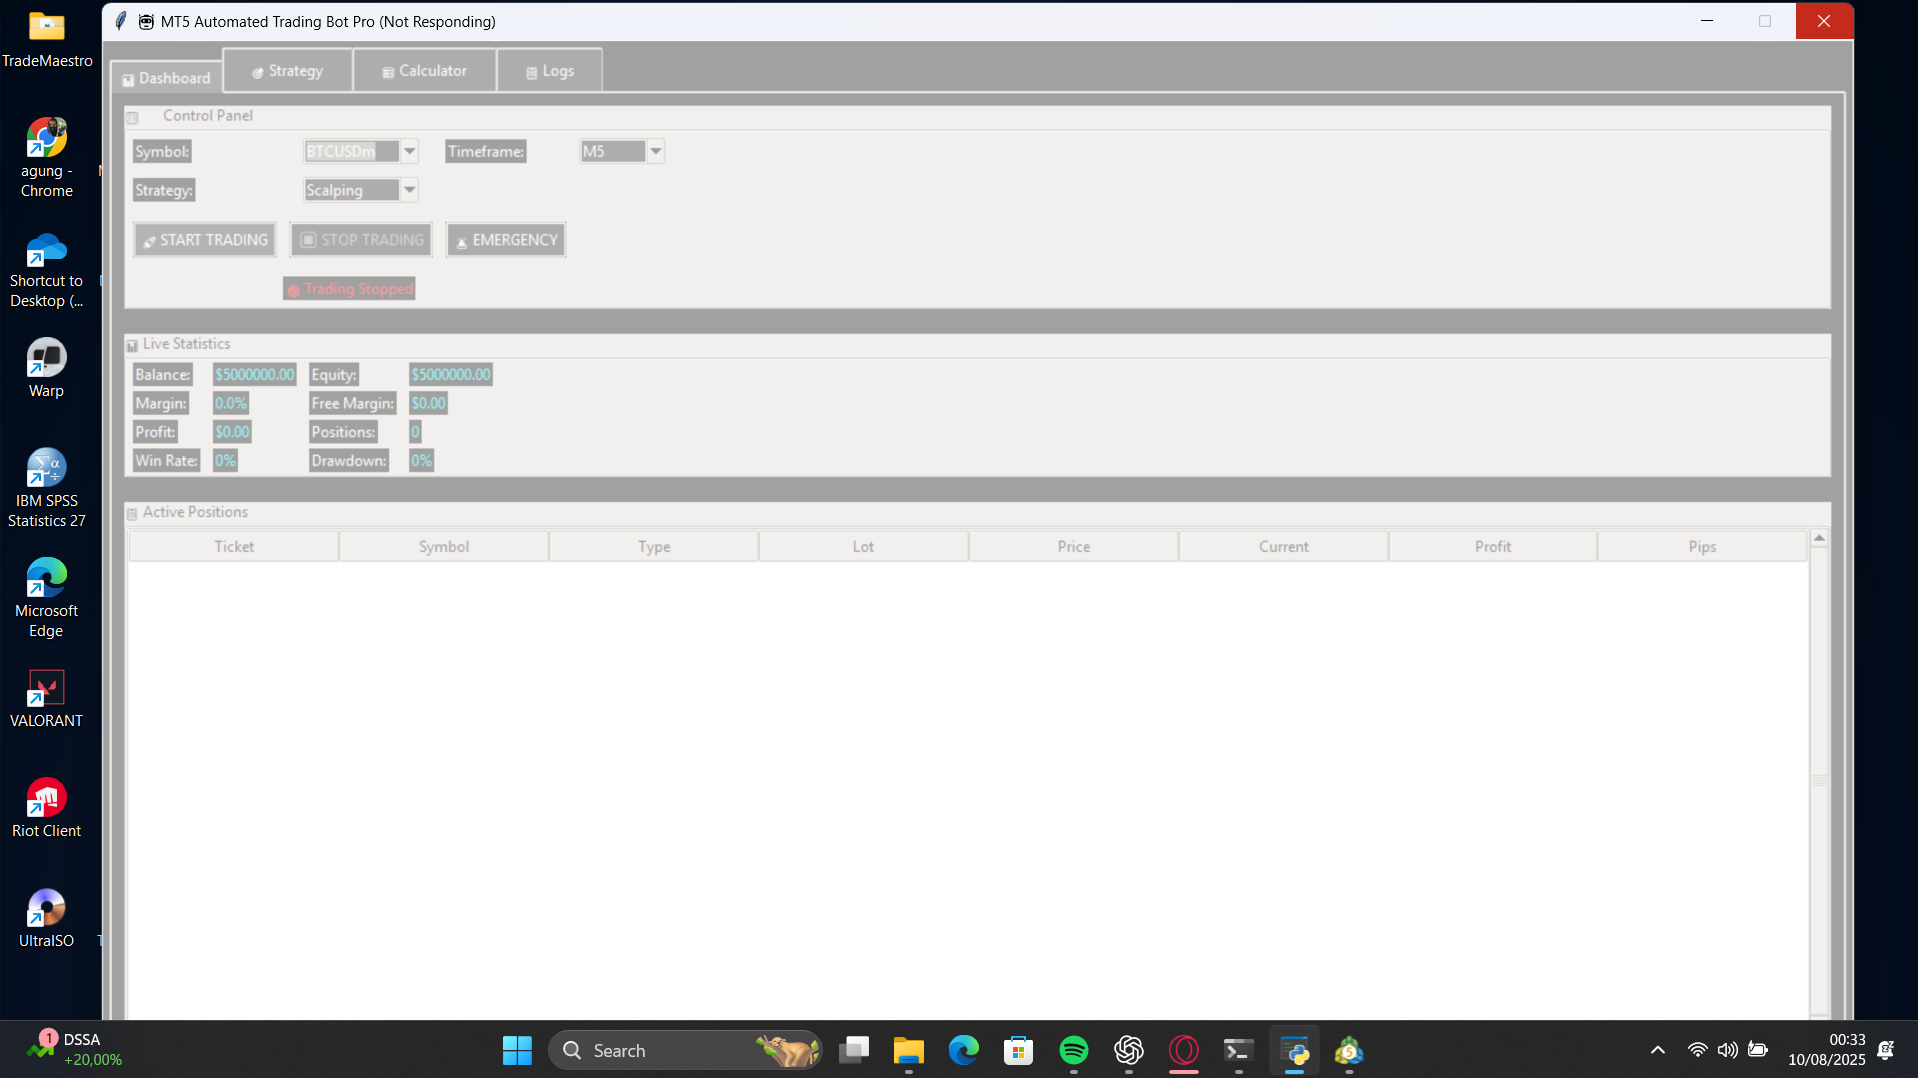 MT5 Automated Trading Bot Pro (Not Responding)
Dashboard
Strategy
Calculator
Logs
Control Panel
Symbol:
BTCUSDm
Timeframe:
M5
Strategy:
Scalping
START TRADING
STOP TRADING
EMERGENCY
Trading Stopped
Live Statistics
Balance: $5000000.00 Equity: $5000000.00
Margin: 0.0% Free Margin: $0.00
Profit: $0.00 Positions: 0
Win Rate: 0% Drawdown: 0%
Active Positions
Ticket Symbol Type Lot Price Current Profit Pips
TradeMaestro
agung -
Chrome
Shortcut to
Desktop (...
Warp
IBM SPSS
Statistics 27
Microsoft
Edge
VALORANT
Riot Client
UltraISO
1
DSSA
+20,00%
Search
00:33
10/08/2025